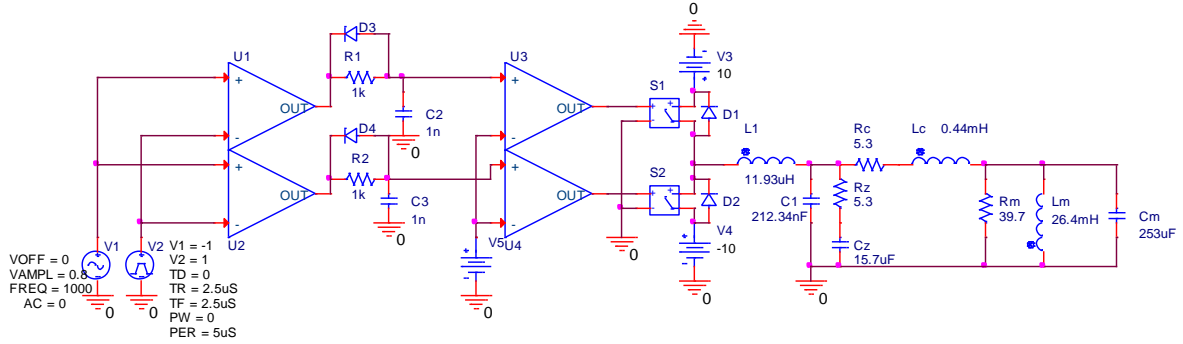 0
D3
U1
R1
1k
+
-
OUT
C2
1n
0
D4
R2
1k
+
-
OUT
U2
C3
1n
0
U3
+
-
OUT
+
-
OUT
U4
V5
+
-
0
V3
10
-
+
S1
+
-
+
-
D1
S2
+
-
+
-
D2
V4
-10
+
-
0
0
L1
11.93uH
C1
212.34nF
Rc
5.3
Lc
0.44mH
Rz
5.3
Cz
15.7uF
Rm
39.7
Lm
26.4mH
Cm
253uF
0
V1
VOFF = 0
VAMPL = 0.8
FREQ = 1000
AC = 0
0
V2
V1 = -1
V2 = 1
TD = 0
TR = 2.5uS
TF = 2.5uS
PW = 0
PER = 5uS
0